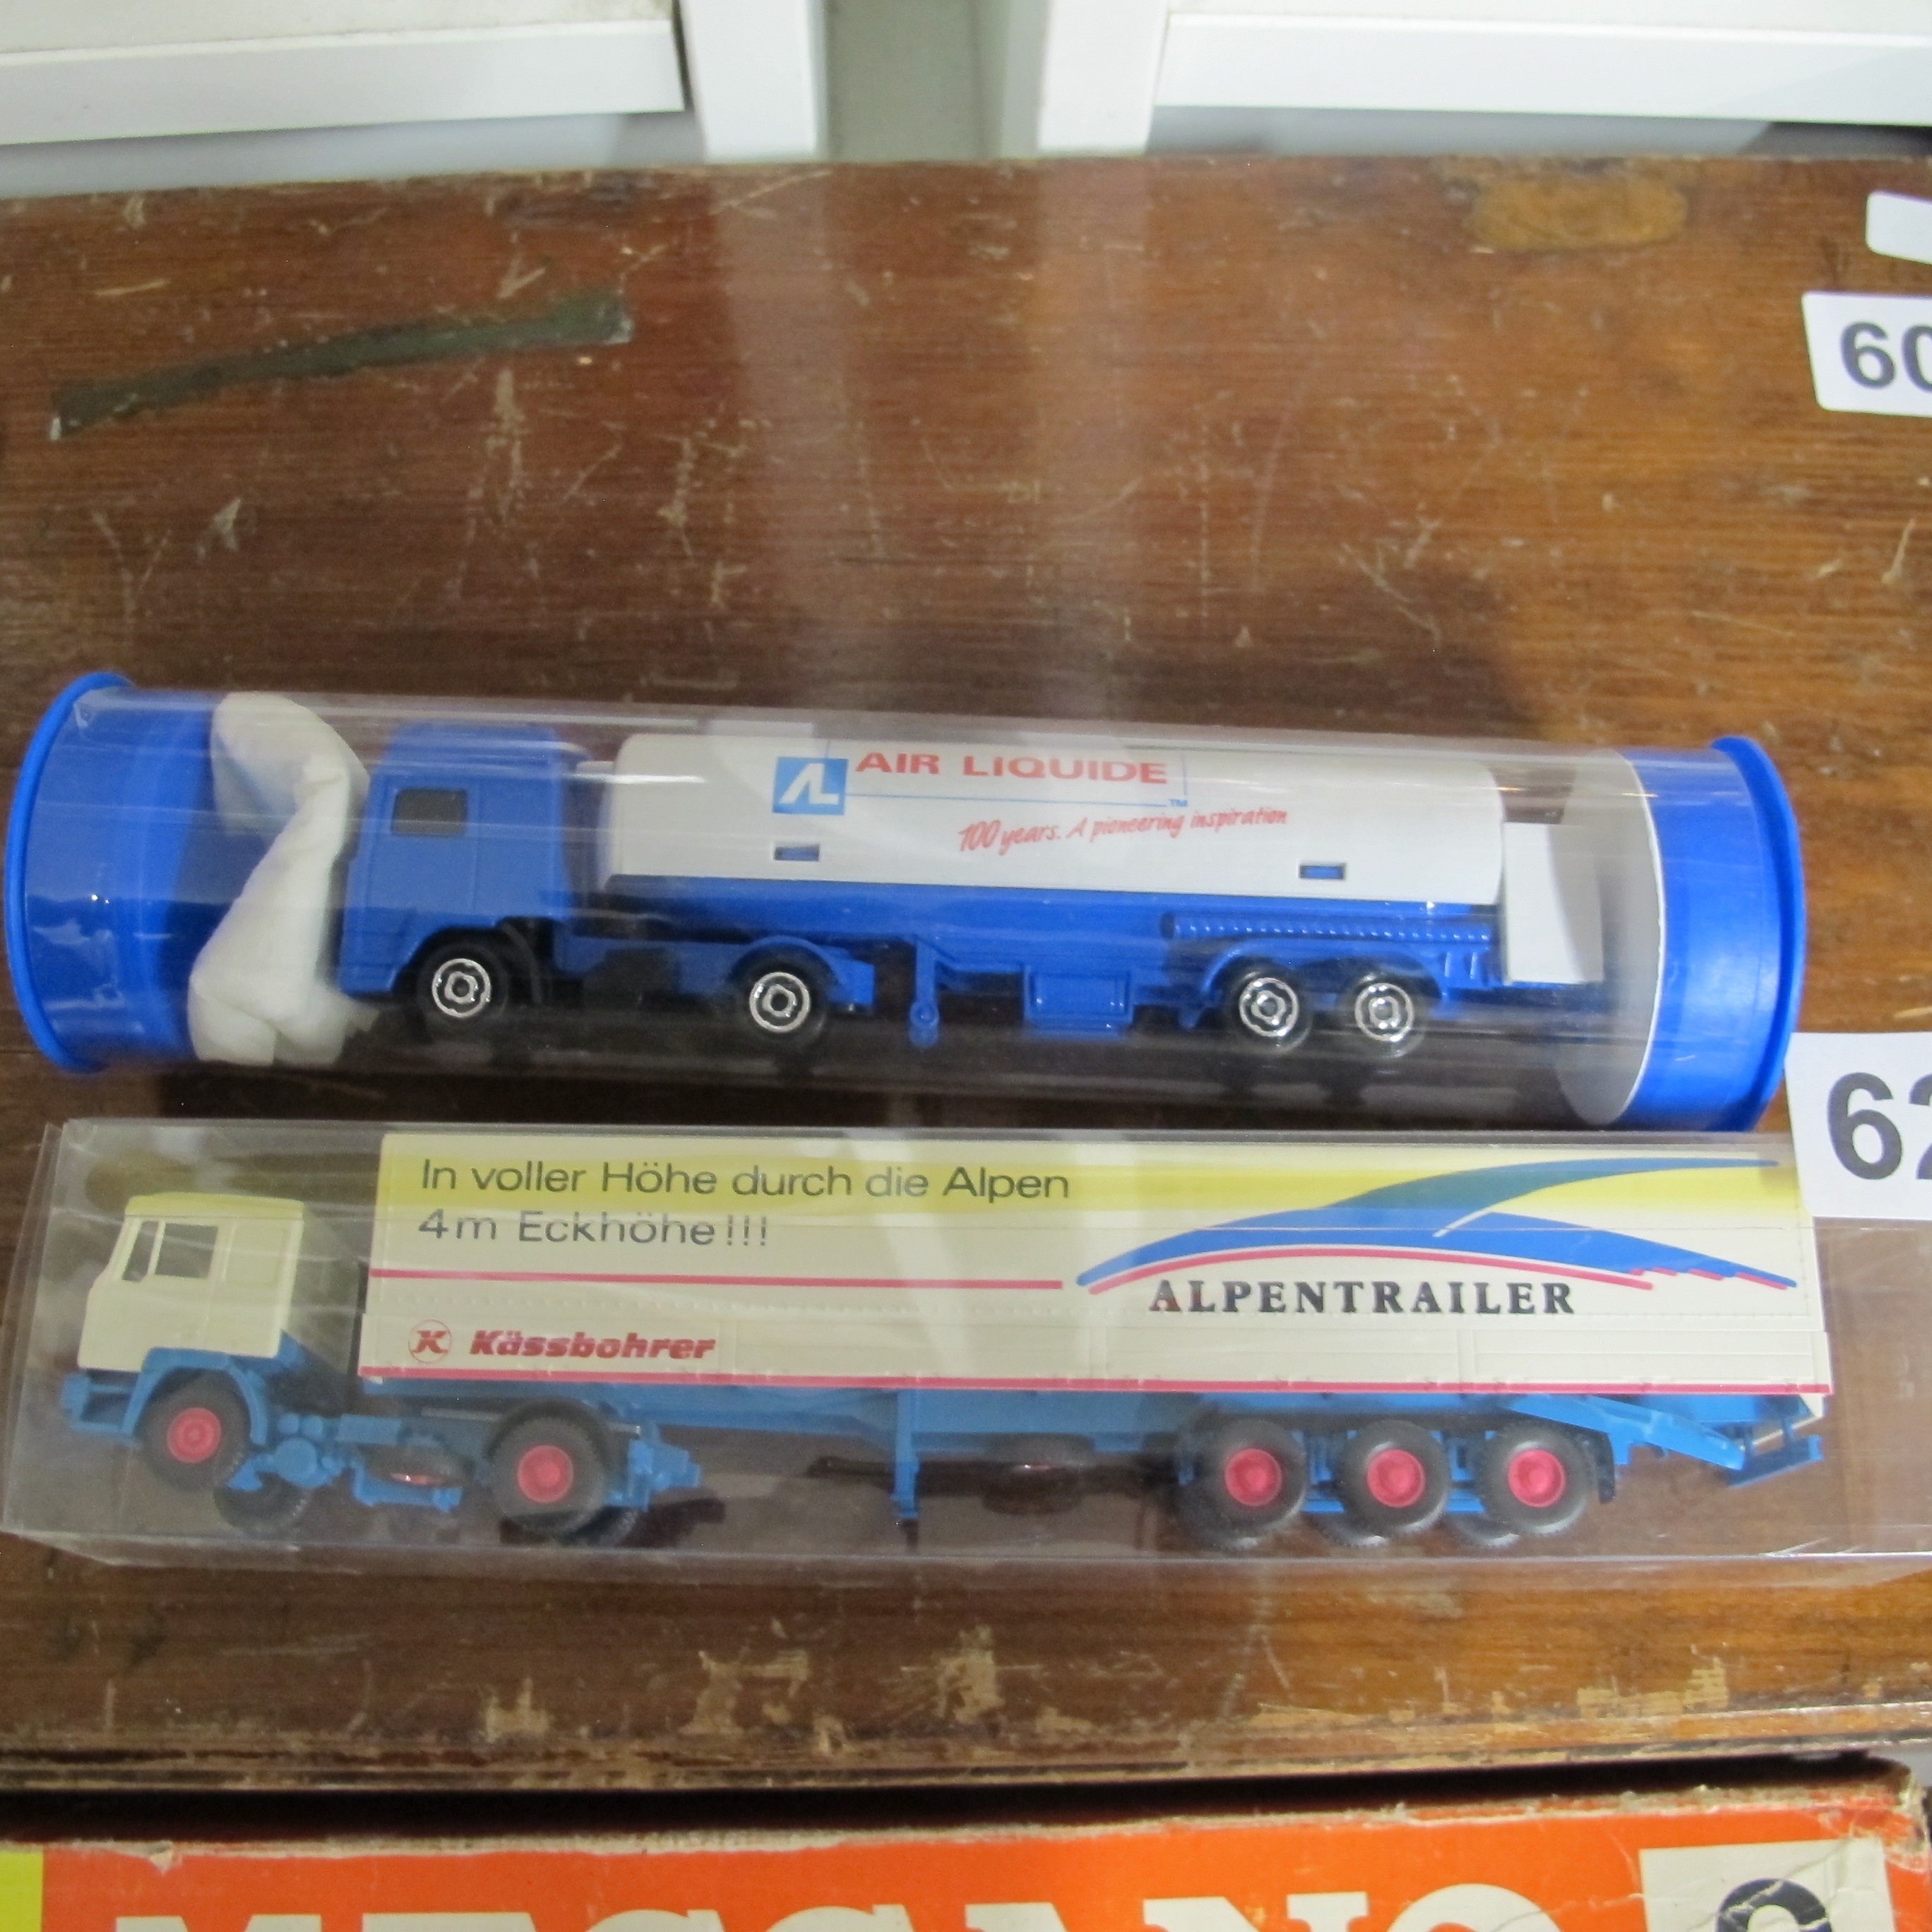 60
AL AIR LIQUIDE
TM
100 years. A pioneering inspiration
62
In voller Höhe durch die Alpen
4m Eckhöhe!!!
ALPENTRAILER
K Kässbohrer
MECCANO